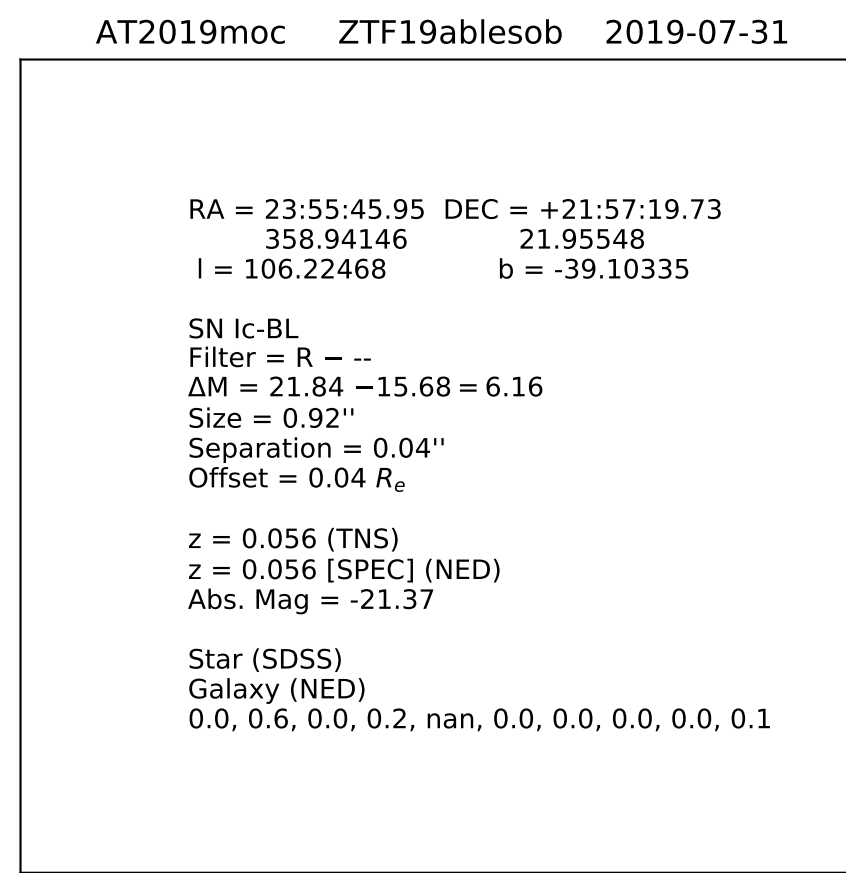 AT2019moc ZTF19ablesob 2019-07-31
RA = 23:55:45.95 DEC = +21:57:19.73
358.94146 21.95548
l = 106.22468 b = -39.10335
SN Ic-BL
Filter = R − --
ΔM = 21.84 −15.68 = 6.16
Size = 0.92''
Separation = 0.04''
Offset = 0.04 Rₑ
z = 0.056 (TNS)
z = 0.056 [SPEC] (NED)
Abs. Mag = -21.37
Star (SDSS)
Galaxy (NED)
0.0, 0.6, 0.0, 0.2, nan, 0.0, 0.0, 0.0, 0.0, 0.1